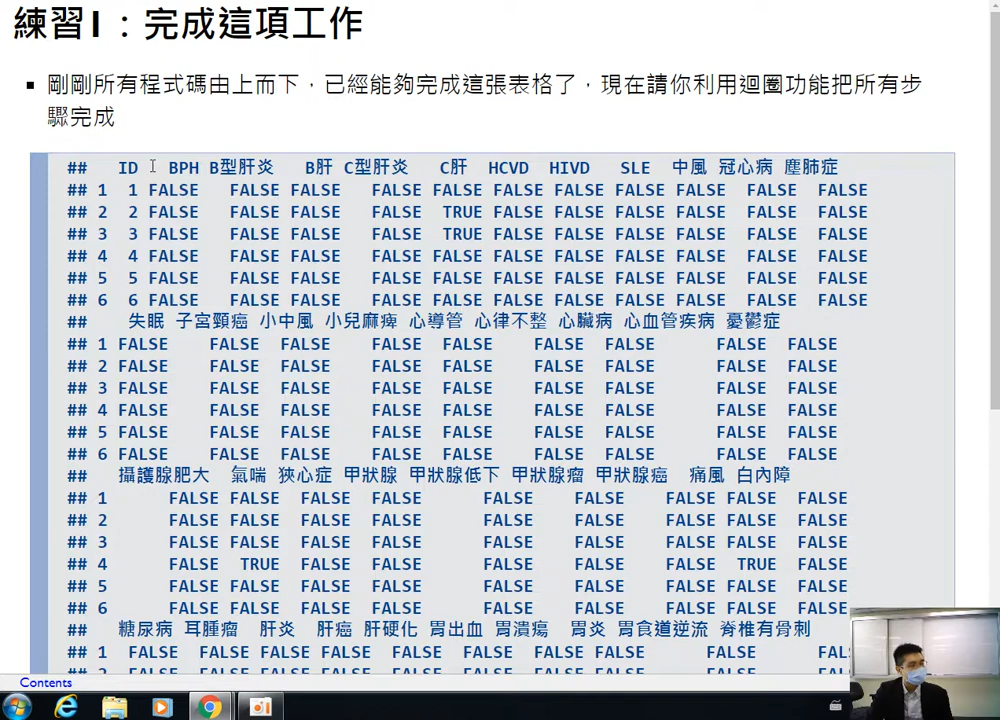 練習1：完成這項工作
▪ 剛剛所有程式碼由上而下，已經能夠完成這張表格了，現在請你利用迴圈功能把所有步
驟完成
## ID BPH B型肝炎 B肝 C型肝炎 C肝 HCVD HIVD SLE 中風 冠心病 塵肺症
## 1 1 FALSE FALSE FALSE FALSE FALSE FALSE FALSE FALSE FALSE FALSE FALSE
## 2 2 FALSE FALSE FALSE FALSE TRUE FALSE FALSE FALSE FALSE FALSE FALSE
## 3 3 FALSE FALSE FALSE FALSE TRUE FALSE FALSE FALSE FALSE FALSE FALSE
## 4 4 FALSE FALSE FALSE FALSE FALSE FALSE FALSE FALSE FALSE FALSE FALSE
## 5 5 FALSE FALSE FALSE FALSE FALSE FALSE FALSE FALSE FALSE FALSE FALSE
## 6 6 FALSE FALSE FALSE FALSE FALSE FALSE FALSE FALSE FALSE FALSE FALSE
## 失眠 子宮頸癌 小中風 小兒麻痺 心導管 心律不整 心臟病 心血管疾病 憂鬱症
## 1 FALSE FALSE FALSE FALSE FALSE FALSE FALSE FALSE FALSE
## 2 FALSE FALSE FALSE FALSE FALSE FALSE FALSE FALSE FALSE
## 3 FALSE FALSE FALSE FALSE FALSE FALSE FALSE FALSE FALSE
## 4 FALSE FALSE FALSE FALSE FALSE FALSE FALSE FALSE FALSE
## 5 FALSE FALSE FALSE FALSE FALSE FALSE FALSE FALSE FALSE
## 6 FALSE FALSE FALSE FALSE FALSE FALSE FALSE FALSE FALSE
## 攝護腺肥大 氣喘 狹心症 甲狀腺 甲狀腺低下 甲狀腺瘤 甲狀腺癌 痛風 白內障
## 1 FALSE FALSE FALSE FALSE FALSE FALSE FALSE FALSE FALSE
## 2 FALSE FALSE FALSE FALSE FALSE FALSE FALSE FALSE FALSE
## 3 FALSE FALSE FALSE FALSE FALSE FALSE FALSE FALSE FALSE
## 4 FALSE TRUE FALSE FALSE FALSE FALSE FALSE TRUE FALSE
## 5 FALSE FALSE FALSE FALSE FALSE FALSE FALSE FALSE FALSE
## 6 FALSE FALSE FALSE FALSE FALSE FALSE FALSE FALSE FALSE
## 糖尿病 耳腫瘤 肝炎 肝癌 肝硬化 胃出血 胃潰瘍 胃炎 胃食道逆流 脊椎有骨刺
## 1 FALSE FALSE FALSE FALSE FALSE FALSE FALSE FALSE FAL
Contents